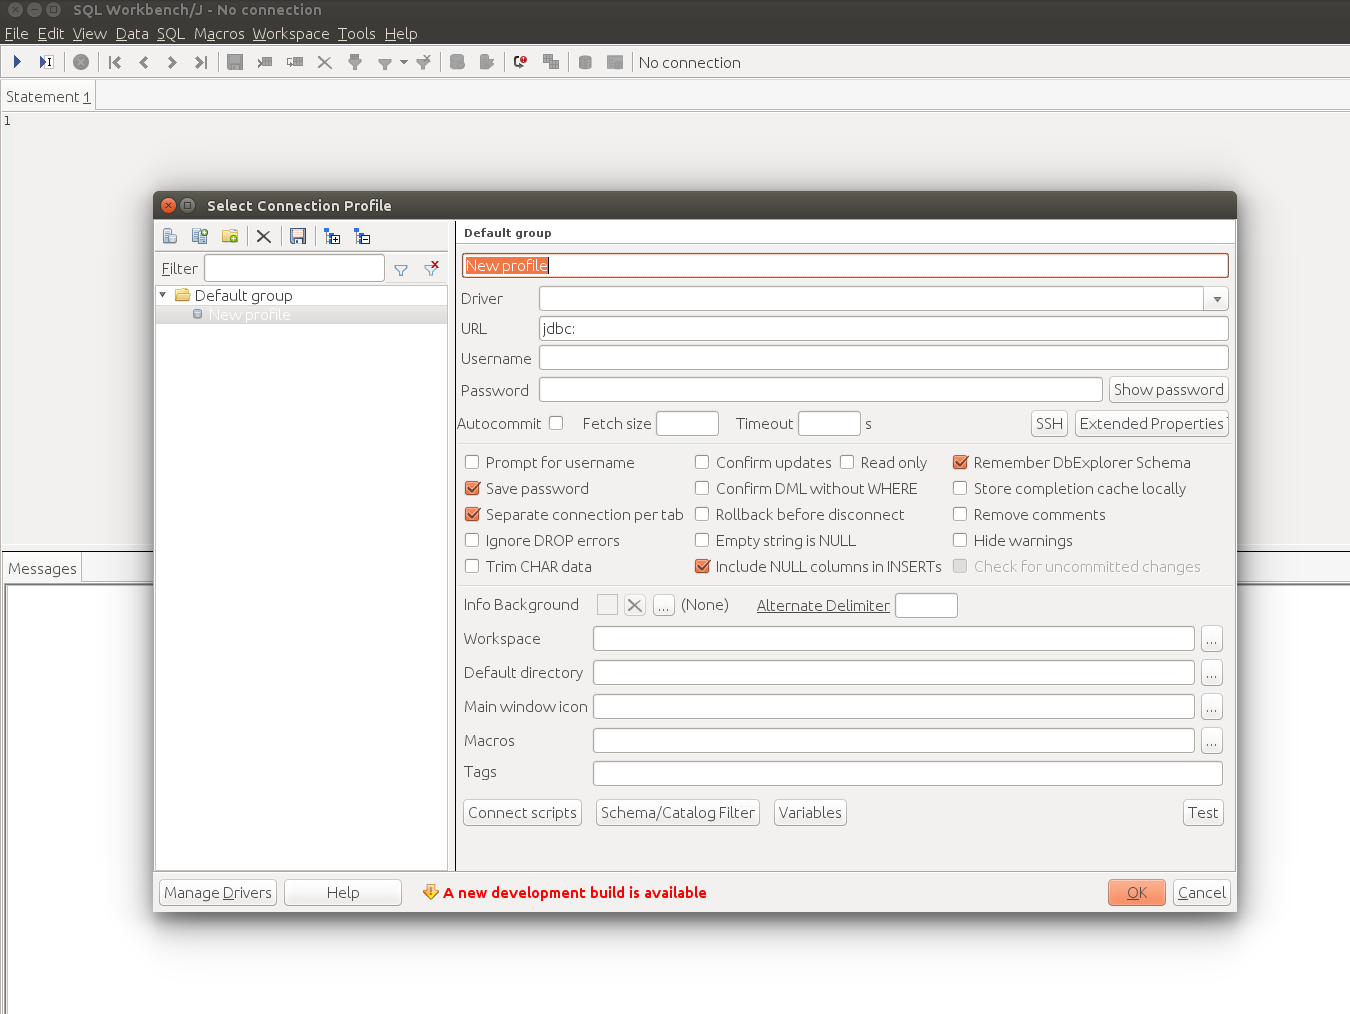 SQL Workbench/J - No connection
File Edit View Data SQL Macros Workspace Tools Help
No connection
Statement 1
1
Select Connection Profile
Default group
Filter
Default group
New profile
New profile
Driver
URL jdbc:
Username
Password Show password
Autocommit Fetch size Timeout s SSH Extended Properties
Prompt for username Confirm updates Read only Remember DbExplorer Schema
Save password Confirm DML without WHERE Store completion cache locally
Separate connection per tab Rollback before disconnect Remove comments
Ignore DROP errors Empty string is NULL Hide warnings
Trim CHAR data Include NULL columns in INSERTs Check for uncommitted changes
Info Background ... (None) Alternate Delimiter
Workspace ...
Default directory ...
Main window icon ...
Macros ...
Tags
Connect scripts Schema/Catalog Filter Variables Test
Manage Drivers Help A new development build is available OK Cancel
Messages